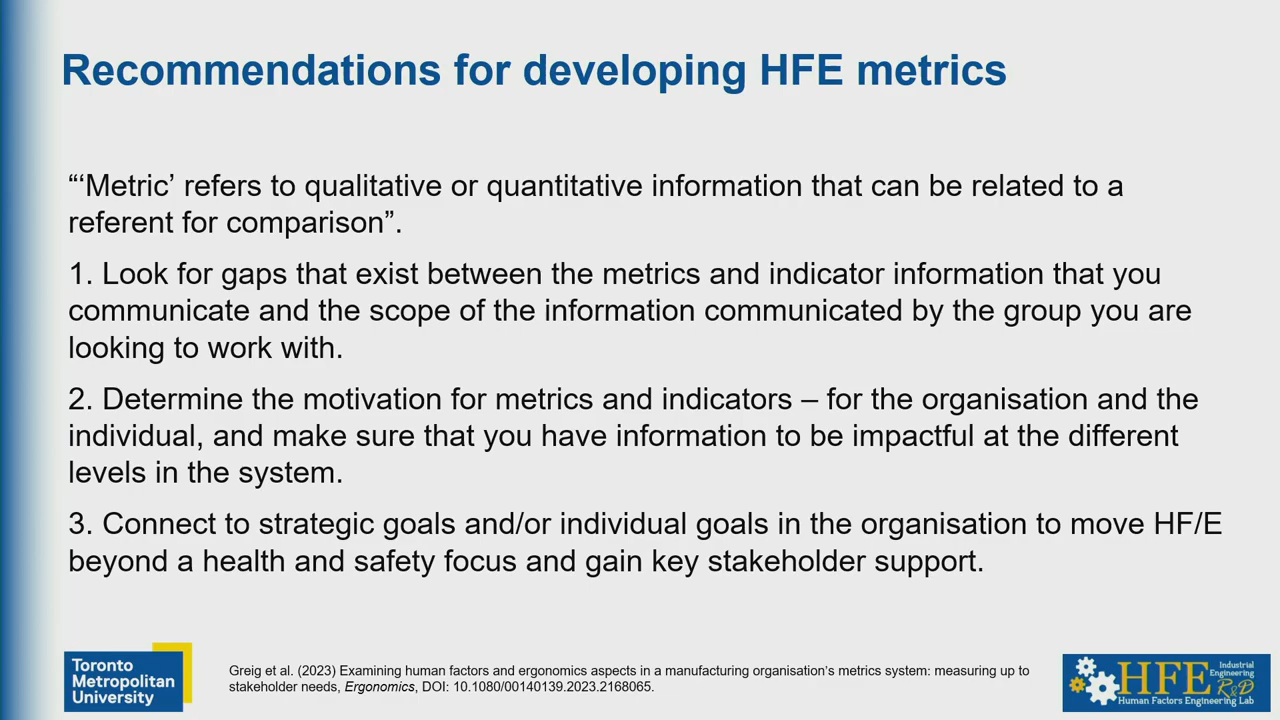 Recommendations for developing HFE metrics
“‘Metric’ refers to qualitative or quantitative information that can be related to a
referent for comparison”.
1. Look for gaps that exist between the metrics and indicator information that you
communicate and the scope of the information communicated by the group you are
looking to work with.
2. Determine the motivation for metrics and indicators – for the organisation and the
individual, and make sure that you have information to be impactful at the different
levels in the system.
3. Connect to strategic goals and/or individual goals in the organisation to move HF/E
beyond a health and safety focus and gain key stakeholder support.
Toronto
Metropolitan
University
Greig et al. (2023) Examining human factors and ergonomics aspects in a manufacturing organisation’s metrics system: measuring up to
stakeholder needs, Ergonomics, DOI: 10.1080/00140139.2023.2168065.
HFE
Industrial
Engineering
R&D
Human Factors Engineering Lab